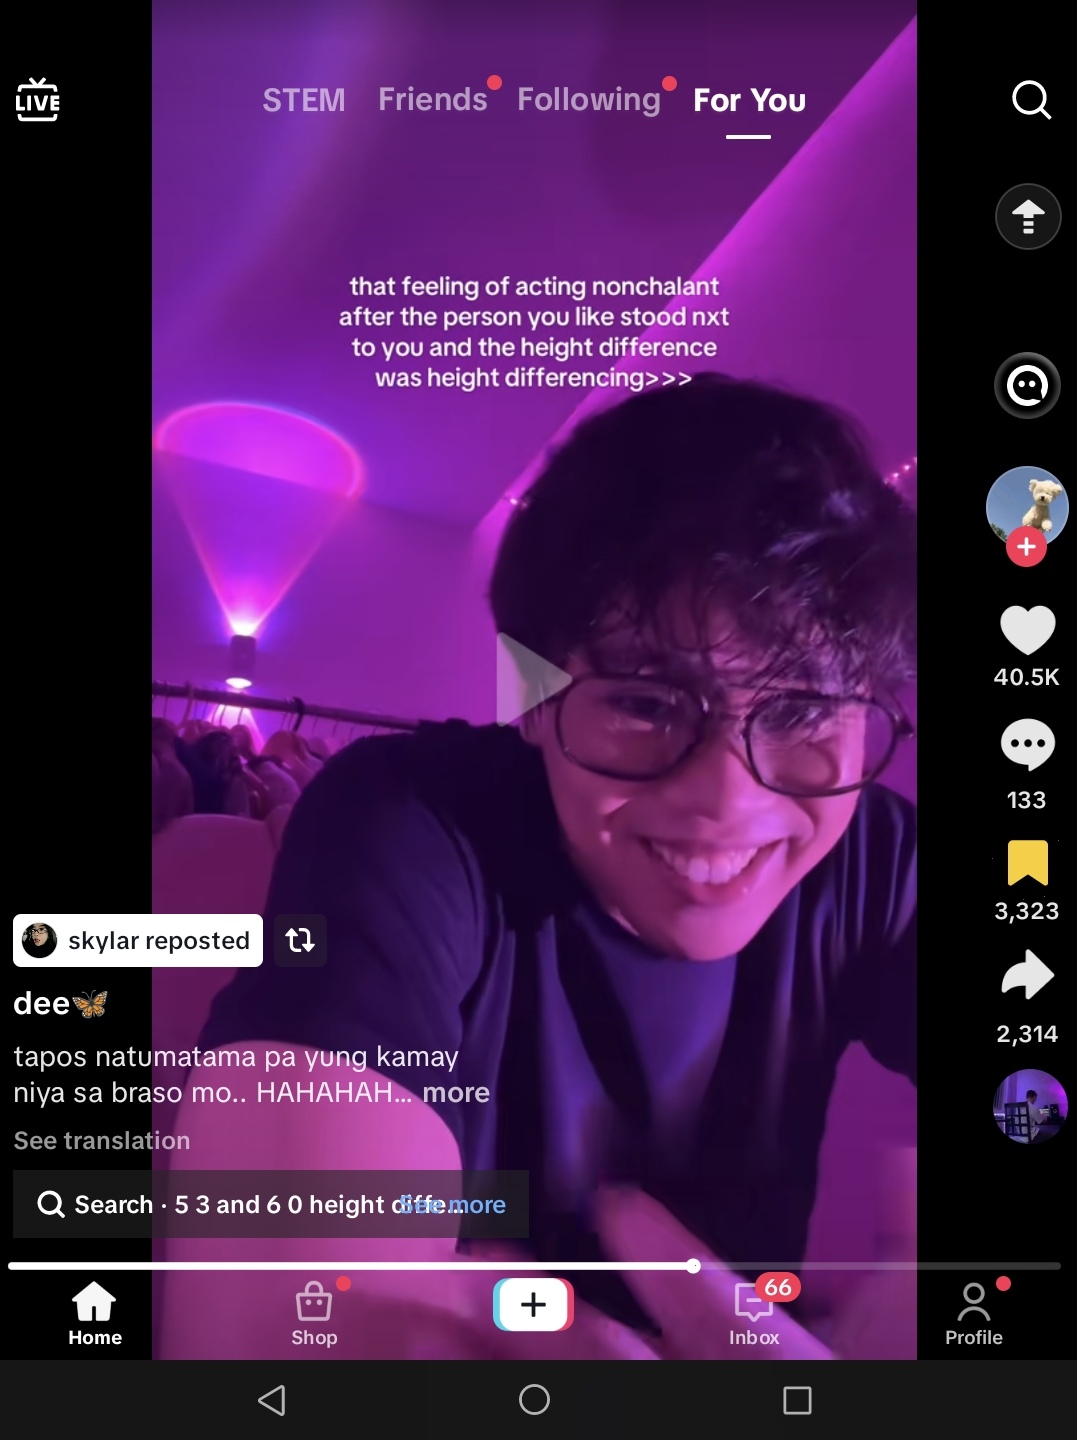 LIVE
STEM Friends Following For You
that feeling of acting nonchalant
after the person you like stood nxt
to you and the height difference
was height differencing>>>
40.5K
133
3,323
2,314
skylar reposted
dee🦋
tapos natumatama pa yung kamay
niya sa braso mo.. HAHAHAH... more
See translation
Search · 5 3 and 6 0 height diffe... See more
66
Home Shop Inbox Profile